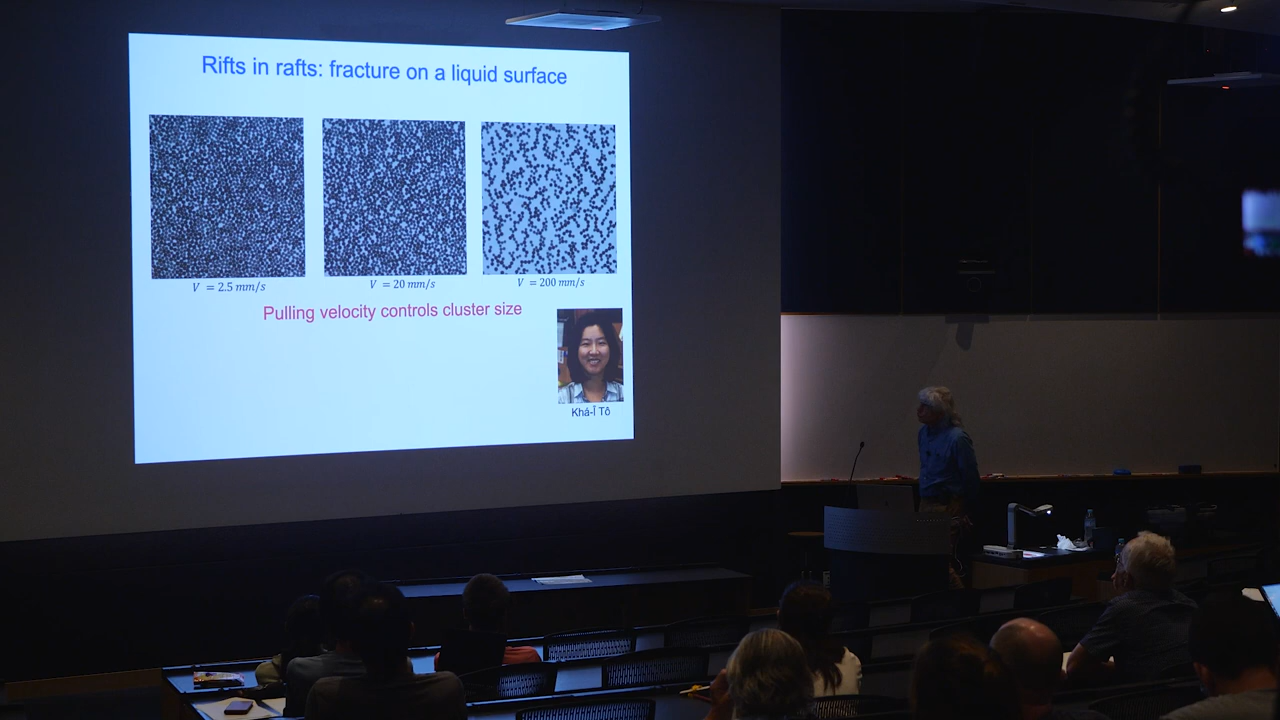 Rifts in rafts: fracture on a liquid surface
V = 2.5 mm/s
V = 20 mm/s
V = 200 mm/s
Pulling velocity controls cluster size
Khá-Î Tô